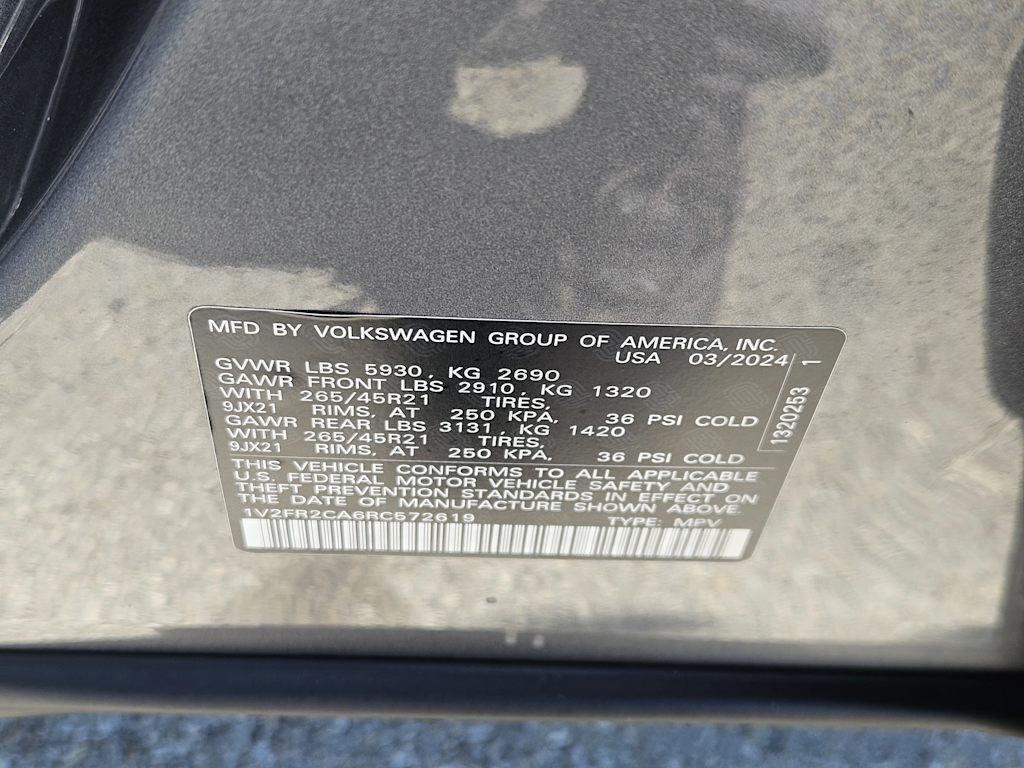 MFD BY VOLKSWAGEN GROUP OF AMERICA, INC.
USA 03/2024
GVWR LBS 5930, KG 2690
GAWR FRONT LBS 2910, KG 1320
WITH 265/45R21 TIRES,
9JX21 RIMS, AT 250 KPA, 36 PSI COLD
GAWR REAR LBS 3131, KG 1420
WITH 265/45R21 TIRES,
9JX21 RIMS, AT 250 KPA, 36 PSI COLD
THIS VEHICLE CONFORMS TO ALL APPLICABLE
U.S. FEDERAL MOTOR VEHICLE SAFETY AND
THEFT PREVENTION STANDARDS IN EFFECT ON
THE DATE OF MANUFACTURE SHOWN ABOVE.
1V2FR2CA6RC572619 TYPE: MPV
1320253 1